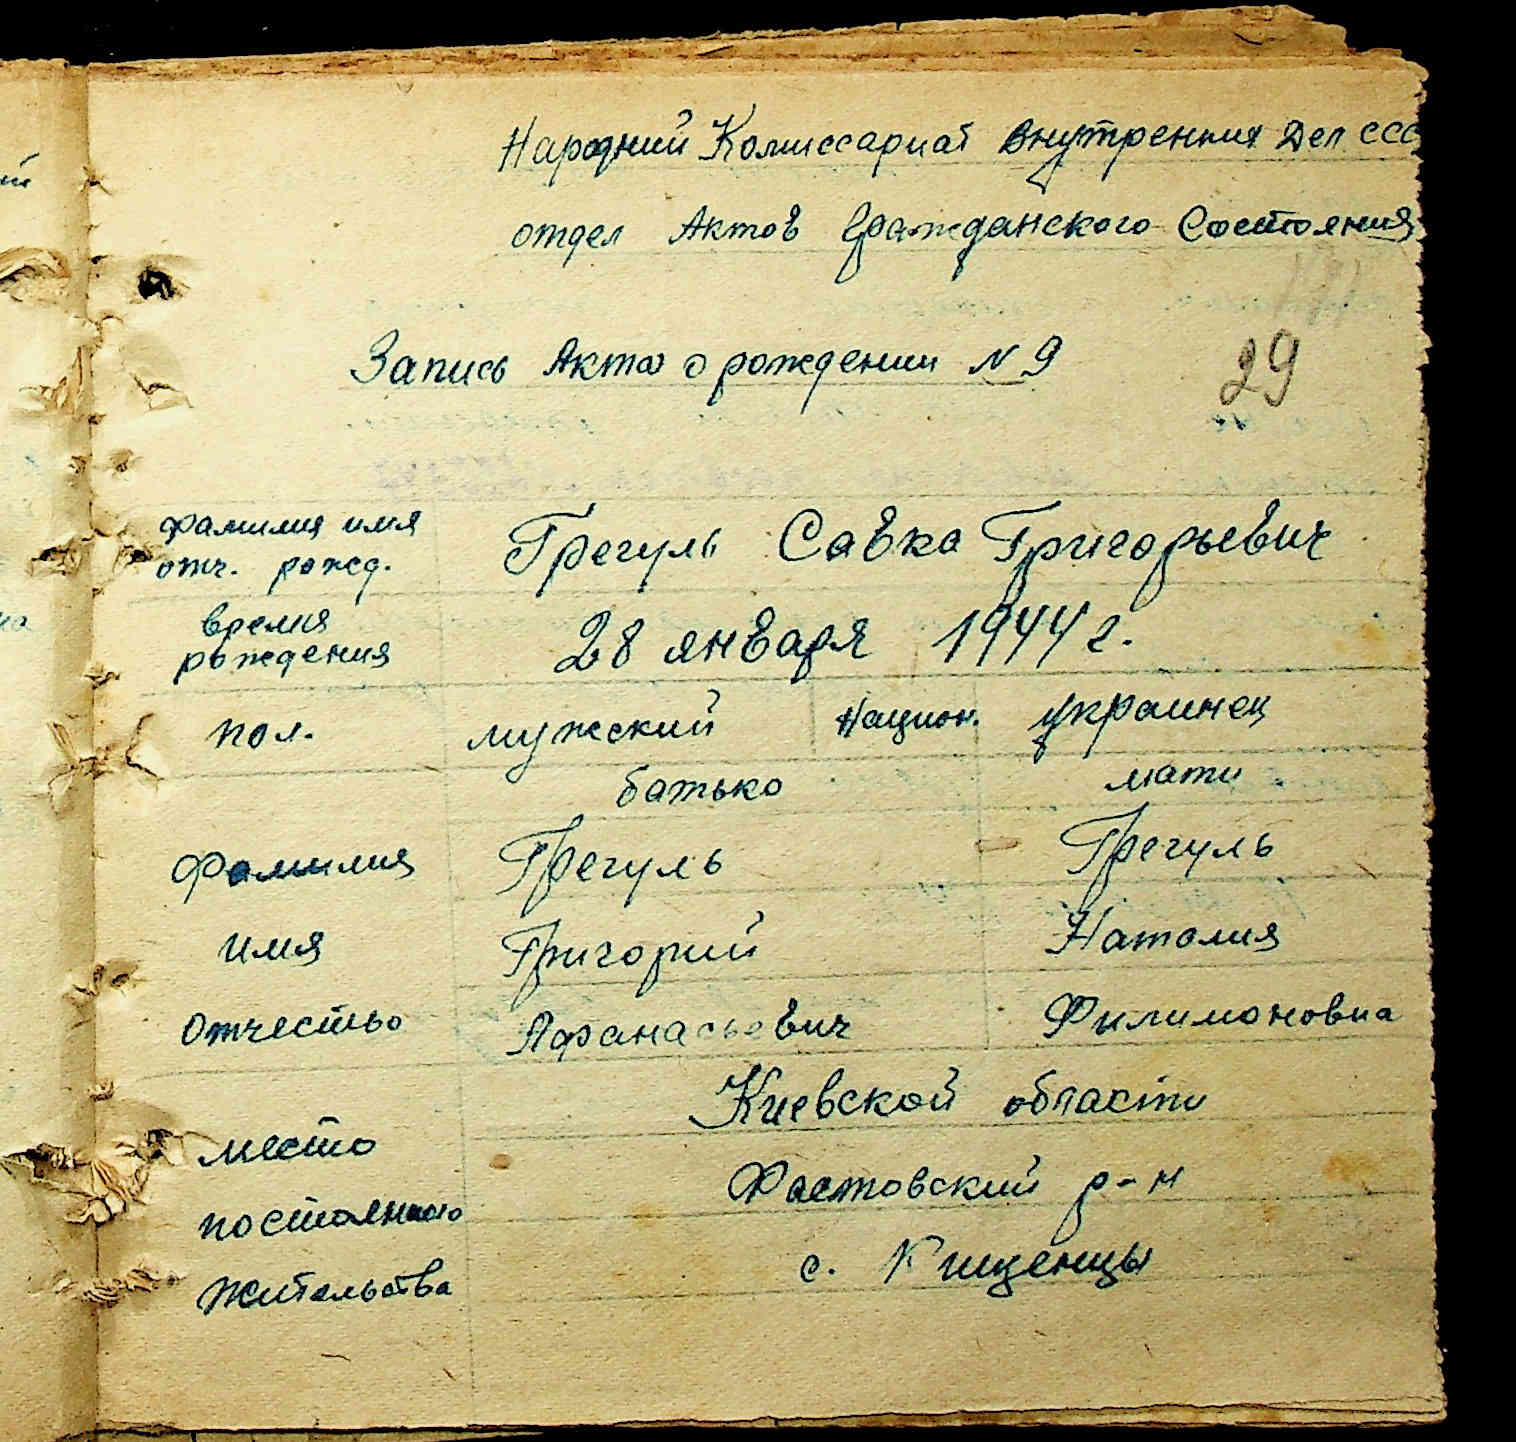 Народний Комиссариат Внутренних Дел ССС
отдел Актов Гражданского Состояния
Запись Акта о рождении N 9
29
фамилия имя
отч. рожд.
Грегуль Савка Григорьевич
время
рождения
28 января 1944 г.
пол. мужский Национ. украинец
батько мати
Фамилия Грегуль Грегуль
имя Григорий Наталия
Отчество Афанасьевич Филимоновна
место
постоянного
жительства
Киевской области
Фастовский р-н
с. Кищенцы